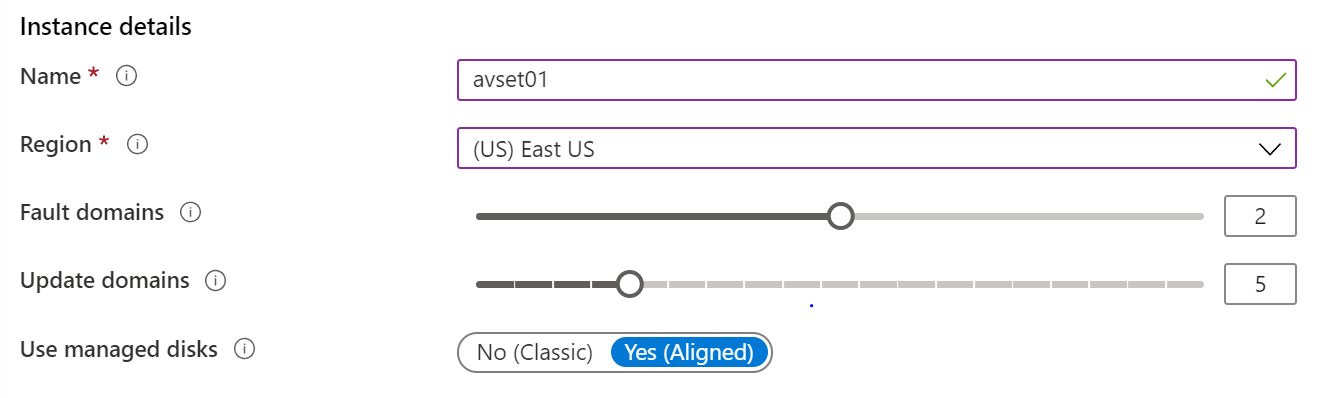 Instance details
Name *
avset01
Region *
(US) East US
Fault domains
2
Update domains
5
Use managed disks
No (Classic) Yes (Aligned)